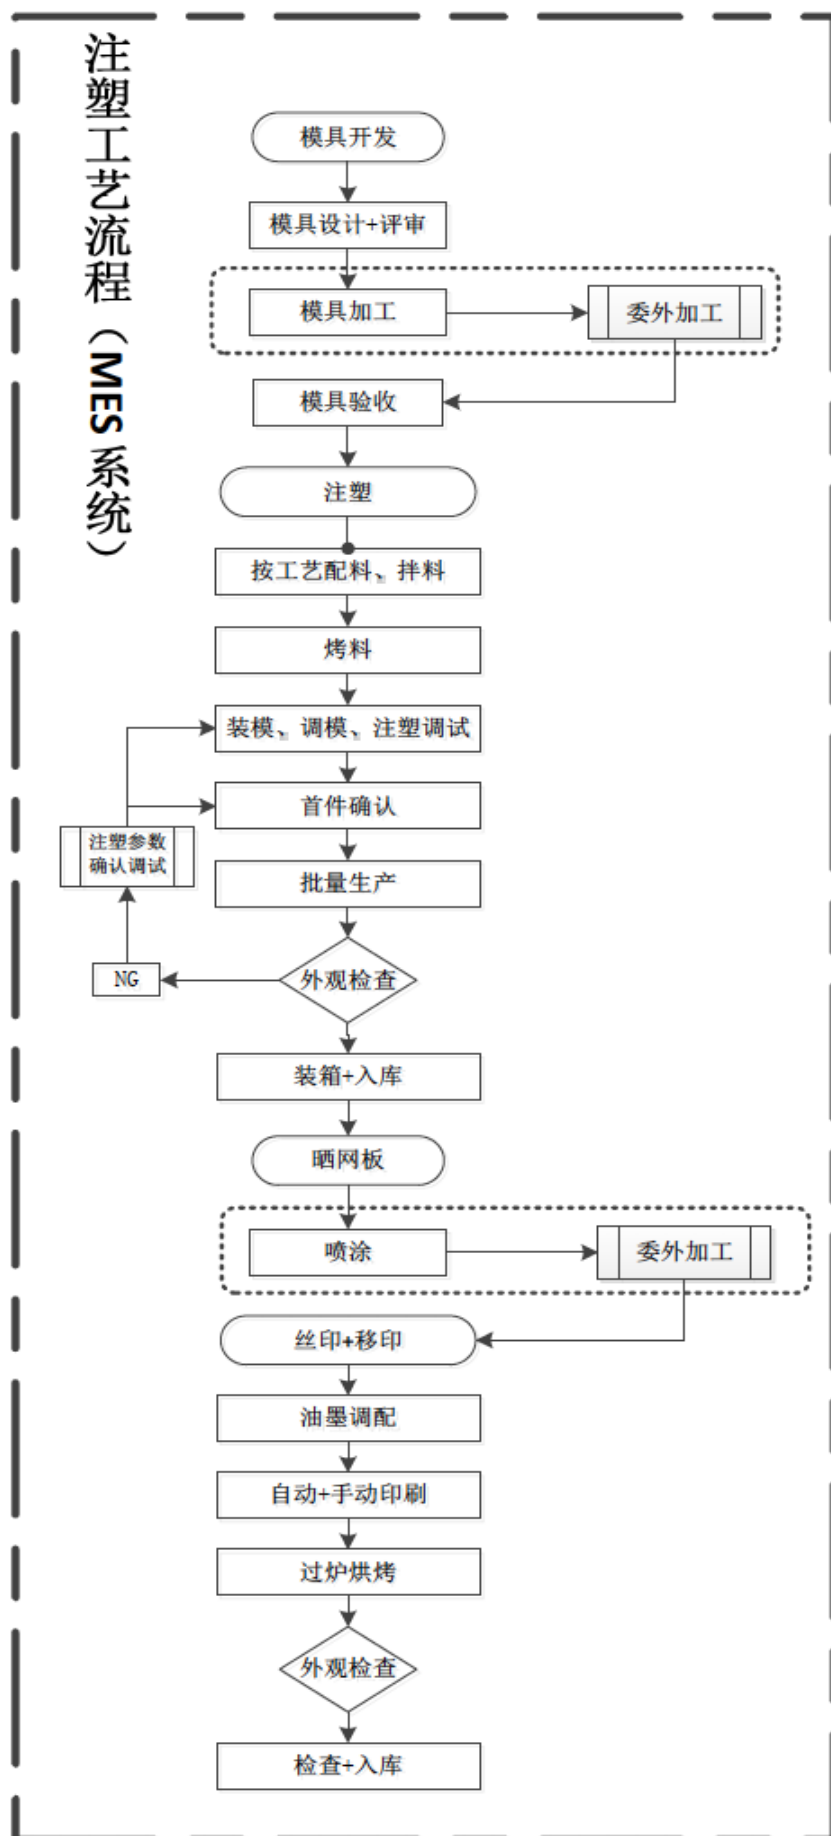 注塑工艺流程（MES 系统）
模具开发
模具设计+评审
模具加工
委外加工
模具验收
注塑
按工艺配料、拌料
烤料
装模、调模、注塑调试
首件确认
注塑参数
确认调试
批量生产
外观检查
NG
装箱+入库
晒网板
喷涂
委外加工
丝印+移印
油墨调配
自动+手动印刷
过炉烘烤
外观检查
检查+入库